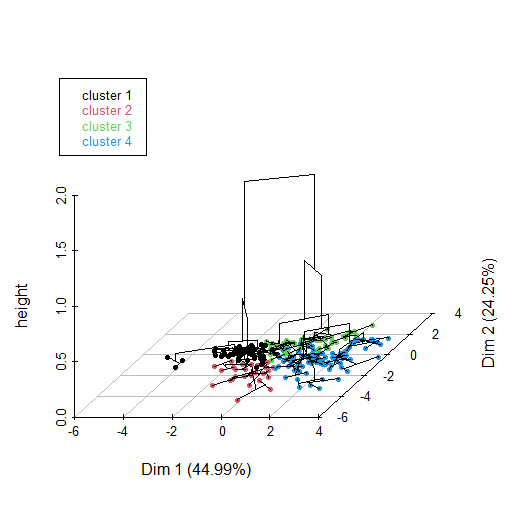 cluster 1
cluster 2
cluster 3
cluster 4
2.0
1.5
1.0
0.5
0.0
height
-6
-4
-2
0
2
4
Dim 1 (44.99%)
4
2
0
-2
-4
-6
Dim 2 (24.25%)